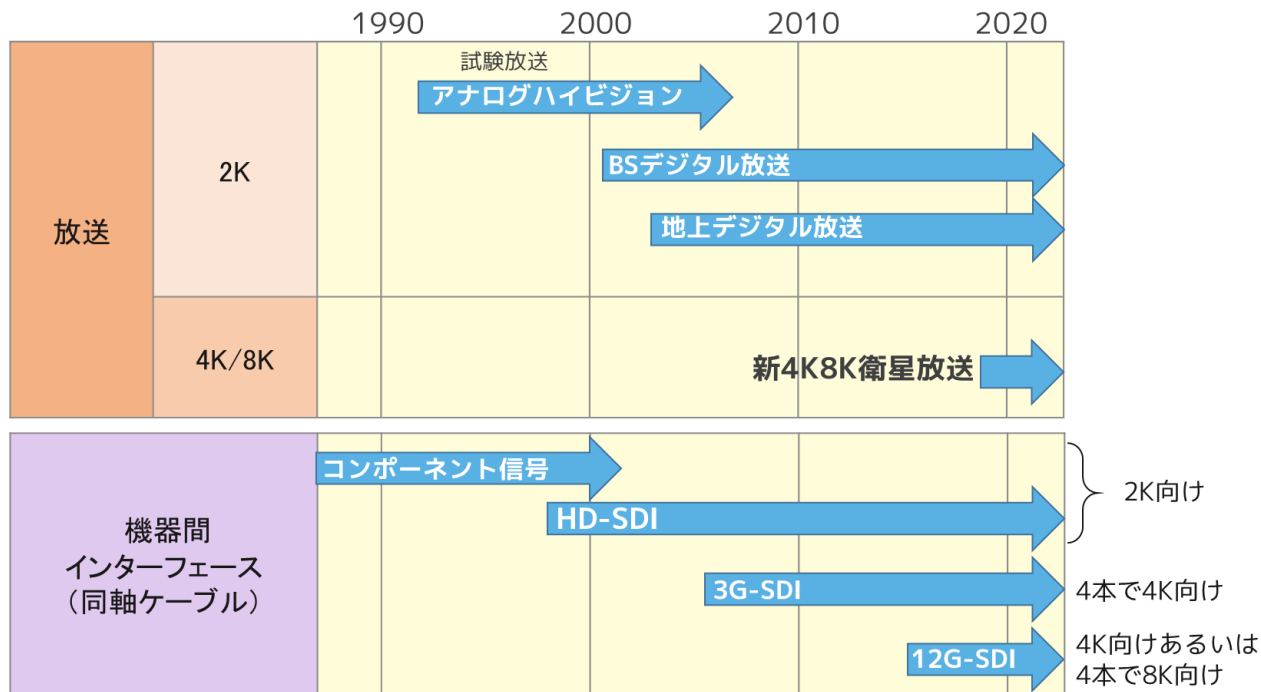 1990 2000 2010 2020
試験放送
アナログハイビジョン
2K
BSデジタル放送
放送
地上デジタル放送
4K/8K
新4K8K衛星放送
コンポーネント信号
2K向け
機器間
インターフェース
（同軸ケーブル）
HD-SDI
3G-SDI
4本で4K向け
12G-SDI
4K向けあるいは
4本で8K向け